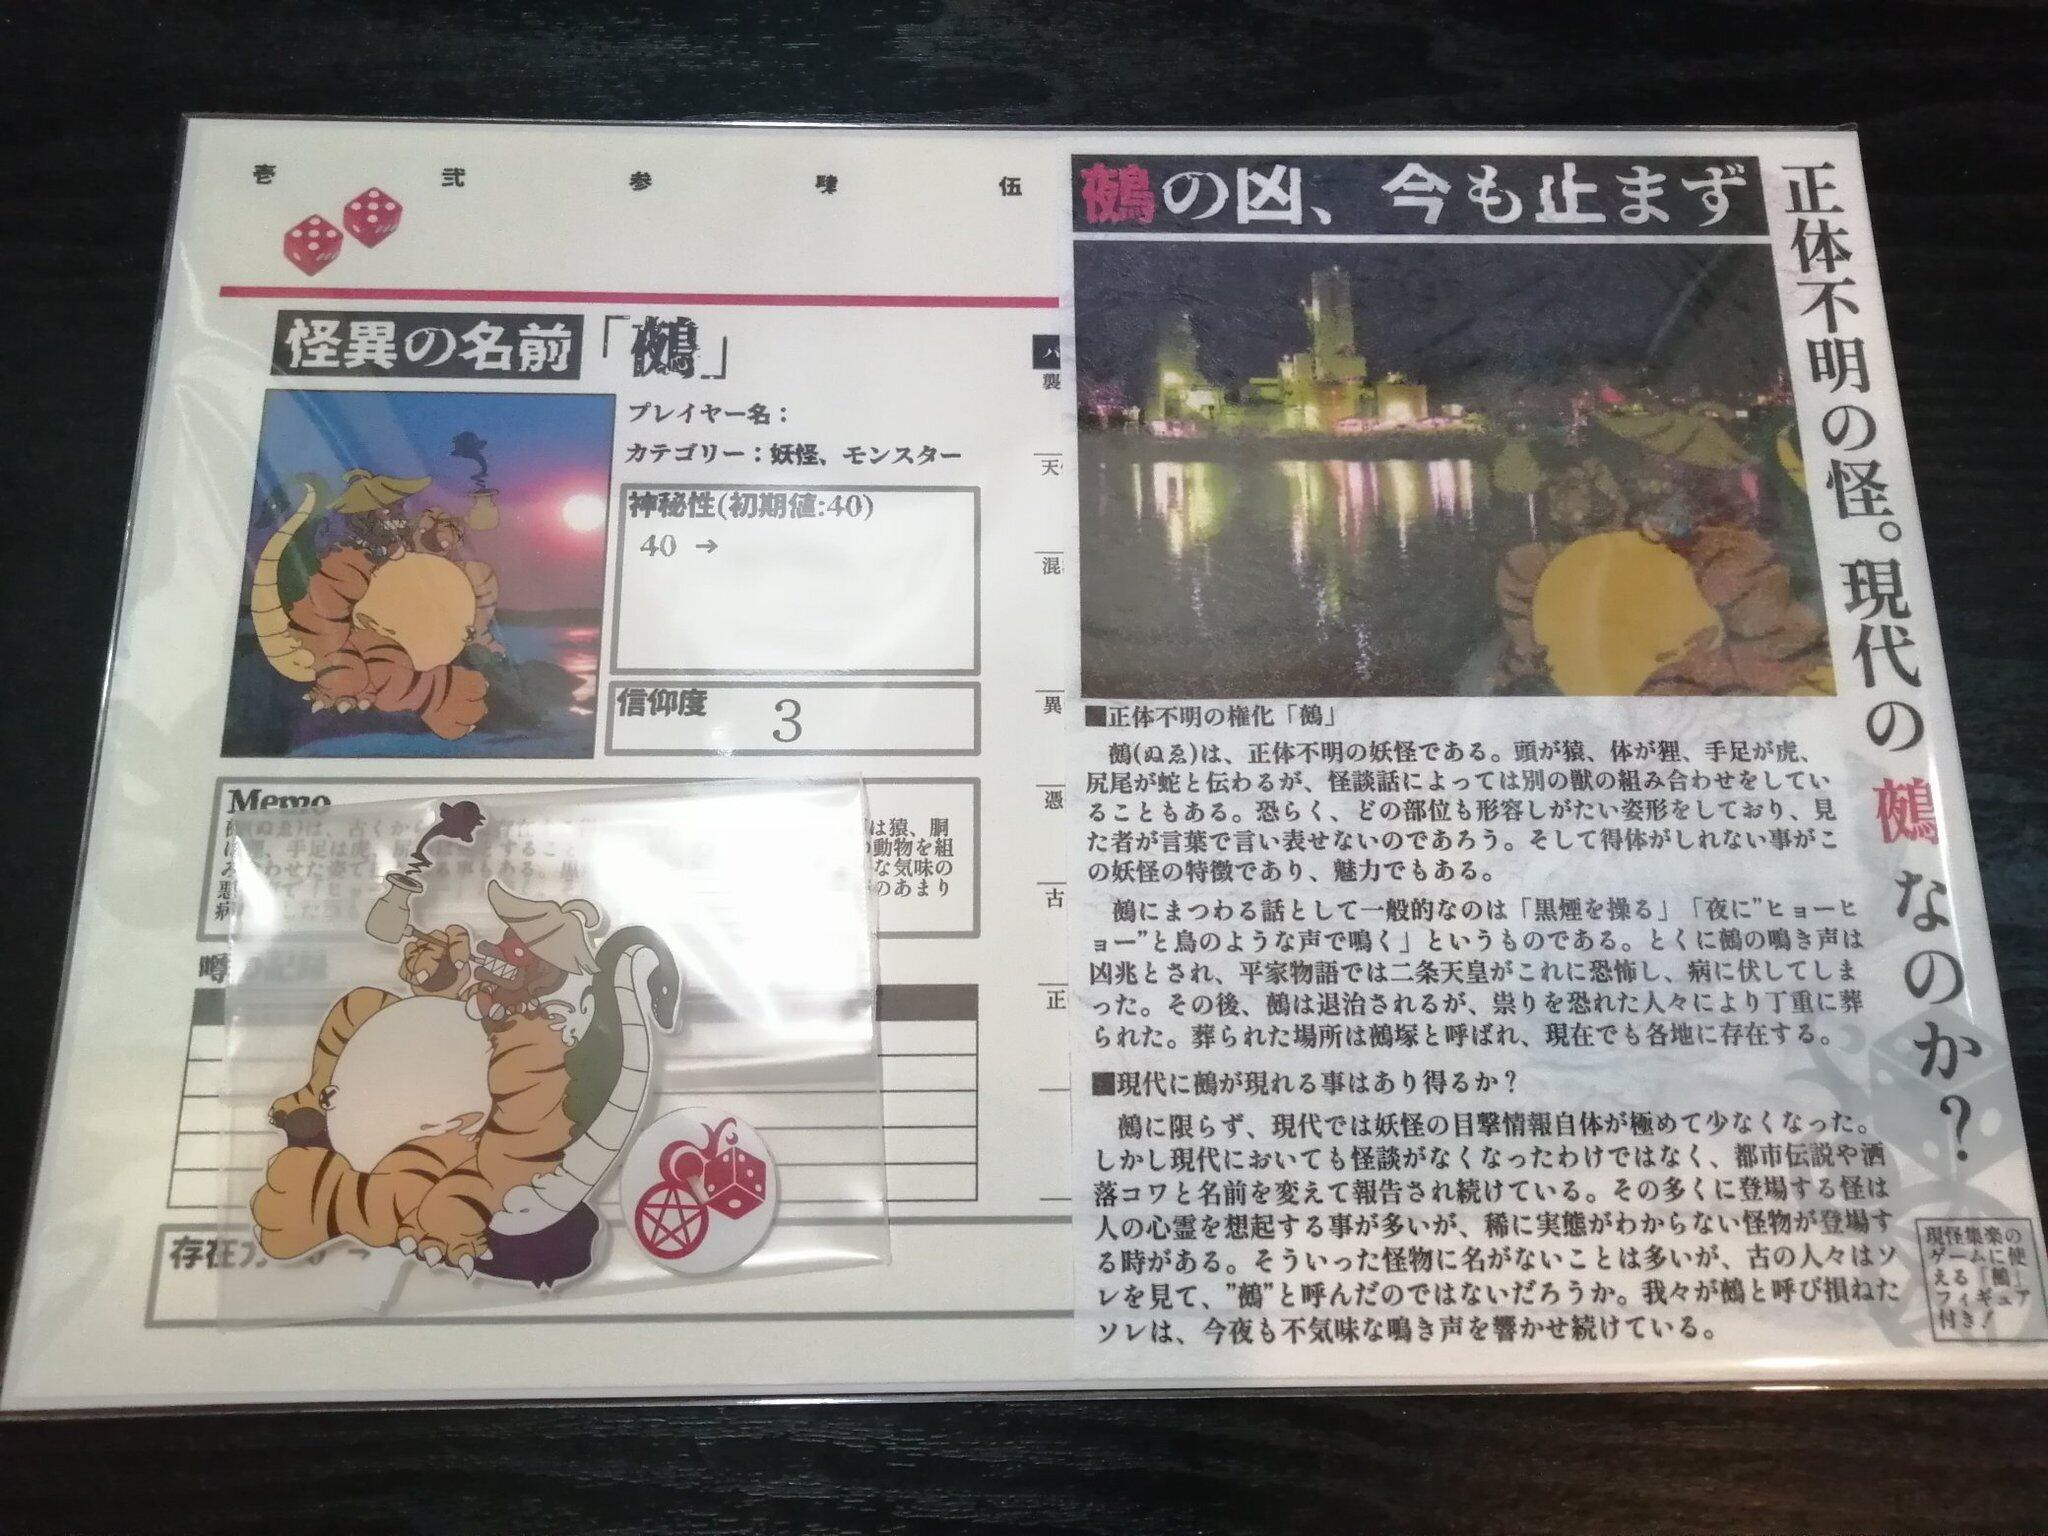 壱 弐 参 肆 伍
怪異の名前「鵺」
プレイヤー名：
カテゴリー：妖怪、モンスター
神秘性(初期値:40)
40 →
信仰度
3
Memo
は猿、胴
動物を組
な気味の
のあまり
存在
襲
天
混
異
憑
古
正
鵺の凶、今も止まず
正体不明の怪。現代の鵺なのか？
■正体不明の権化「鵺」
鵺(ぬゑ)は、正体不明の妖怪である。頭が猿、体が狸、手足が虎、
尻尾が蛇と伝わるが、怪談話によっては別の獣の組み合わせをしてい
ることもある。恐らく、どの部位も形容しがたい姿形をしており、見
た者が言葉で言い表せないのであろう。そして得体がしれない事がこ
の妖怪の特徴であり、魅力でもある。
鵺にまつわる話として一般的なのは「黒煙を操る」「夜に”ヒョーヒ
ョー”と鳥のような声で鳴く」というものである。とくに鵺の鳴き声は
凶兆とされ、平家物語では二条天皇がこれに恐怖し、病に伏してしま
った。その後、鵺は退治されるが、祟りを恐れた人々により丁重に葬
られた。葬られた場所は鵺塚と呼ばれ、現在でも各地に存在する。
■現代に鵺が現れる事はあり得るか？
鵺に限らず、現代では妖怪の目撃情報自体が極めて少なくなった。
しかし現代においても怪談がなくなったわけではなく、都市伝説や洒
落コワと名前を変えて報告され続けている。その多くに登場する怪は
人の心霊を想起する事が多いが、稀に実態がわからない怪物が登場す
る時がある。そういった怪物に名がないことは多いが、古の人々はソ
レを見て、”鵺”と呼んだのではないだろうか。我々が鵺と呼び損ねた
ソレは、今夜も不気味な鳴き声を響かせ続けている。
現怪集楽の
ゲームに使
える「鵺」
フィギュア
付き！